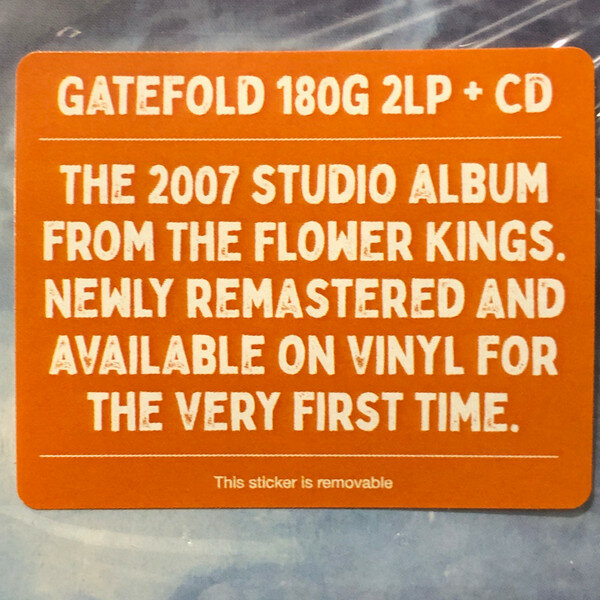 GATEFOLD 180G 2LP + CD
THE 2007 STUDIO ALBUM
FROM THE FLOWER KINGS.
NEWLY REMASTERED AND
AVAILABLE ON VINYL FOR
THE VERY FIRST TIME.
This sticker is removable